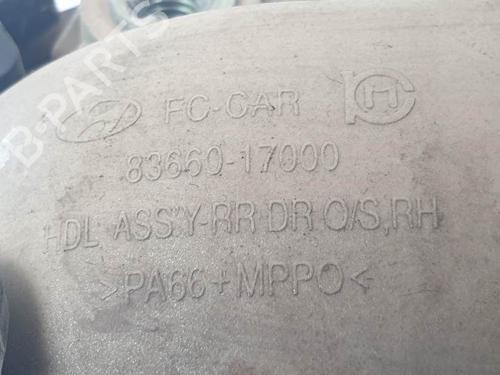 FC-CAR
83660-17000
HDL ASS'Y-RR DR O/S, RH
>PA66+MPPO<
B-PARTS